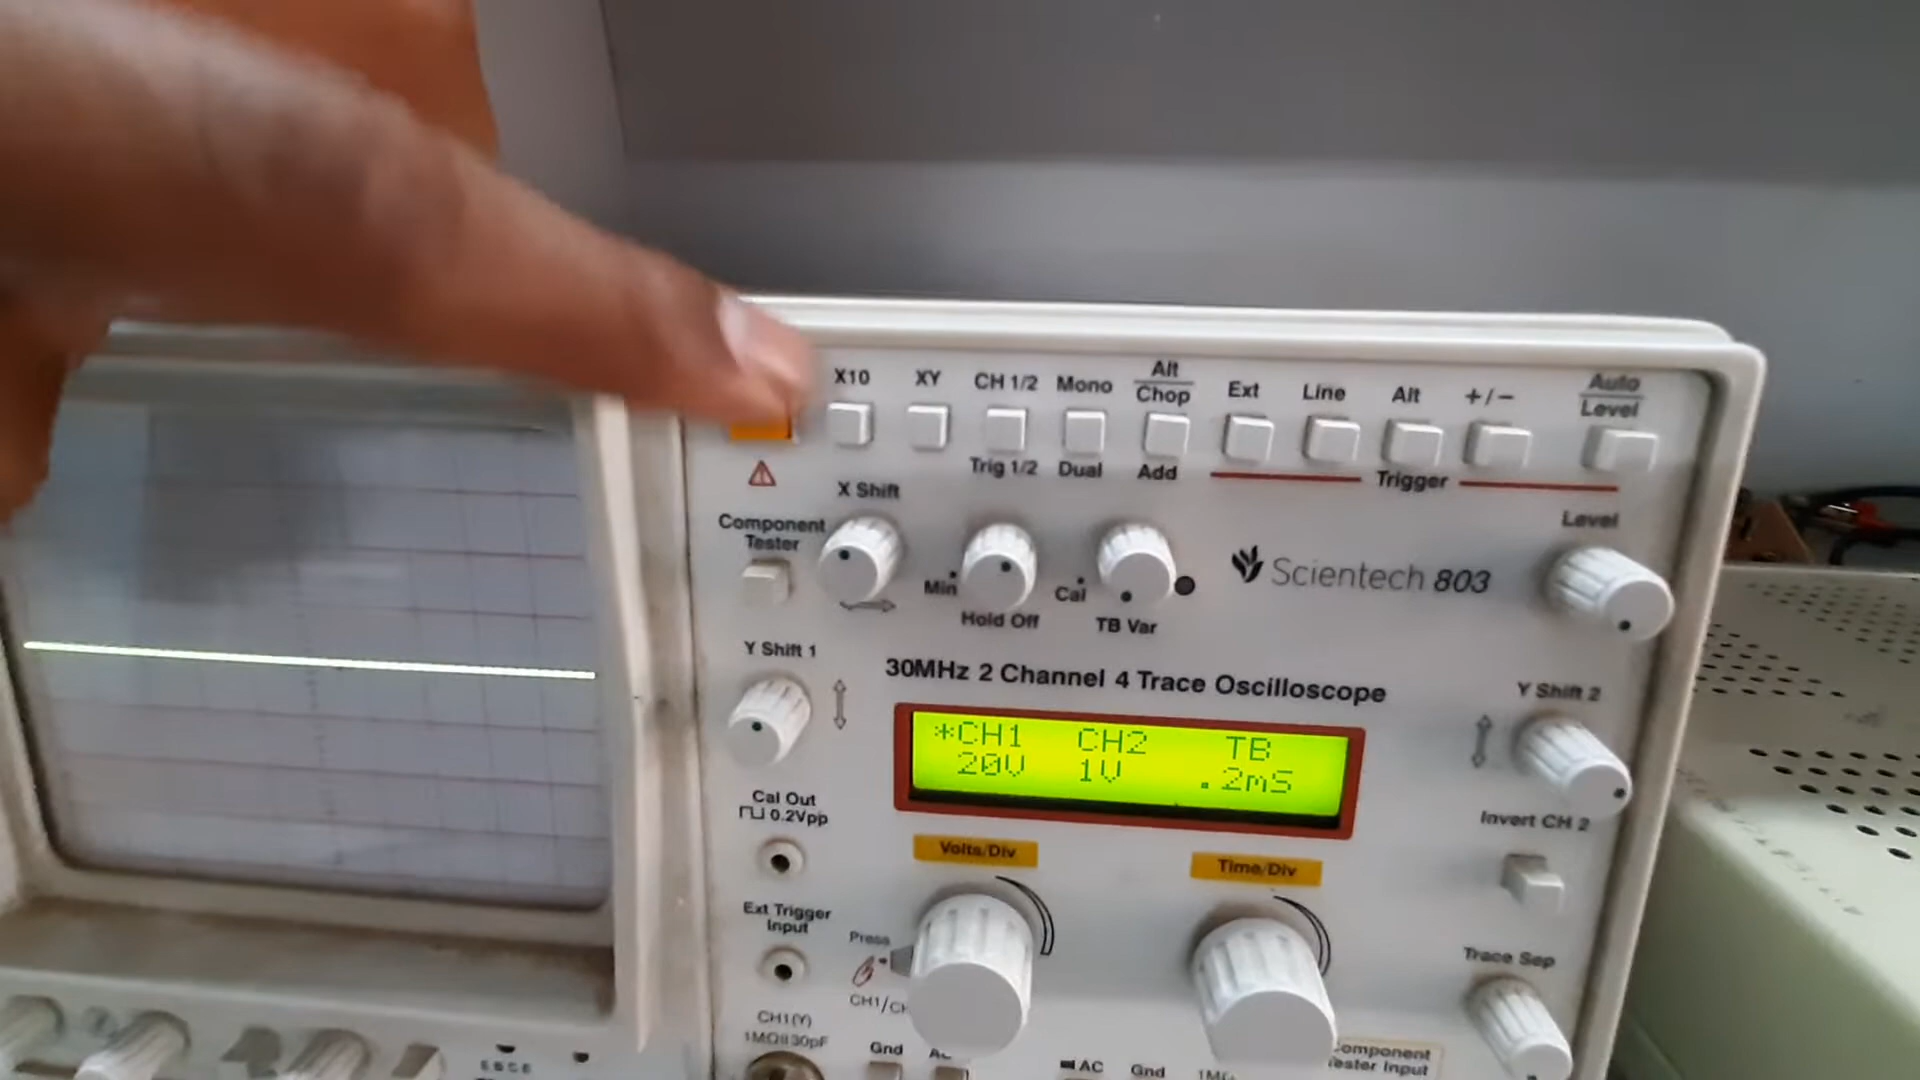 X10 XY CH 1/2 Mono Alt Chop Ext Line Alt +/- Auto Level
Trig 1/2 Dual Add Trigger
X Shift
Level
Component
Tester
Min
Hold Off
Cal
TB Var
Scientech 803
Y Shift 1
30MHz 2 Channel 4 Trace Oscilloscope
Y Shift 2
*CH1 CH2 TB
20V 1V .2mS
Cal Out
0.2Vpp
Invert CH 2
Volts/Div
Time/Div
Ext Trigger
Input
Press
CH1/
Trace Sep
CH1(Y)
1MΩ||30pF
Gnd
AC
Gnd
Component
Tester Input